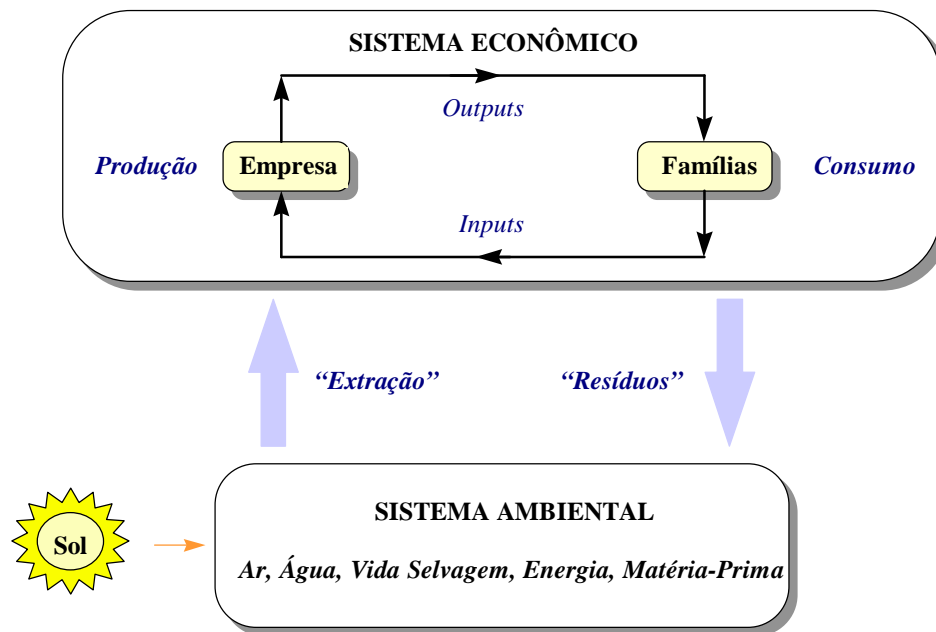 SISTEMA ECONÔMICO
Outputs
Produção
Empresa
Famílias
Consumo
Inputs
“Extração”
“Resíduos”
SISTEMA AMBIENTAL
Sol
Ar, Água, Vida Selvagem, Energia, Matéria-Prima